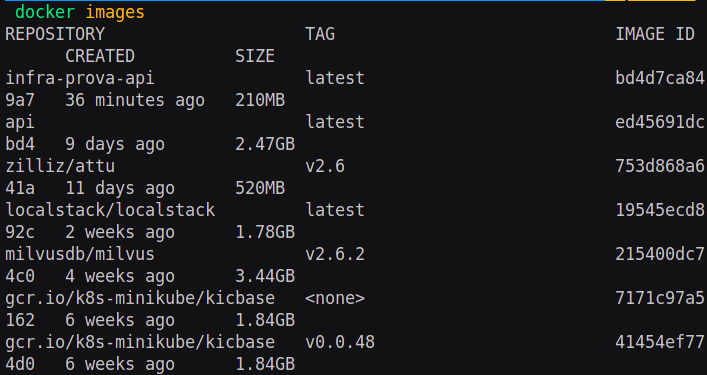 docker images
REPOSITORY TAG IMAGE ID
CREATED SIZE
infra-prova-api latest bd4d7ca84
9a7 36 minutes ago 210MB
api latest ed45691dc
bd4 9 days ago 2.47GB
zilliz/attu v2.6 753d868a6
41a 11 days ago 520MB
localstack/localstack latest 19545ecd8
92c 2 weeks ago 1.78GB
milvusdb/milvus v2.6.2 215400dc7
4c0 4 weeks ago 3.44GB
gcr.io/k8s-minikube/kicbase <none> 7171c97a5
162 6 weeks ago 1.84GB
gcr.io/k8s-minikube/kicbase v0.0.48 41454ef77
4d0 6 weeks ago 1.84GB